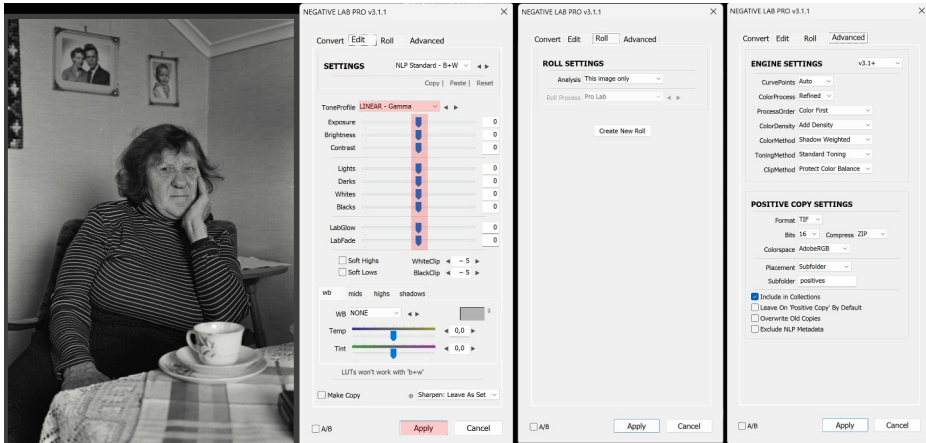 NEGATIVE LAB PRO v3.1.1
Convert Edit Roll Advanced
SETTINGS NLP Standard - B+W
Copy | Paste | Reset
ToneProfile LINEAR - Gamma
Exposure 0
Brightness 0
Contrast 0
Lights 0
Darks 0
Whites 0
Blacks 0
LabGlow 0
LabFade 0
Soft Highs WhiteClip - 5
Soft Lows BlackClip - 5
wb mids highs shadows
WB NONE
Temp 0,0
Tint 0,0
LUTs won't work with 'b+w'
Make Copy Sharpen: Leave As Set
A/B Apply Cancel
NEGATIVE LAB PRO v3.1.1
Convert Edit Roll Advanced
ROLL SETTINGS
Analysis This image only
Roll Process Pro Lab
Create New Roll
A/B Apply Cancel
NEGATIVE LAB PRO v3.1.1
Convert Edit Roll Advanced
ENGINE SETTINGS v3.1+
CurvePoints Auto
ColorProcess Refined
ProcessOrder Color First
ColorDensity Add Density
ColorMethod Shadow Weighted
ToningMethod Standard Toning
ClipMethod Protect Color Balance
POSITIVE COPY SETTINGS
Format TIF
Bits 16 Compress ZIP
Colorspace AdobeRGB
Placement Subfolder
Subfolder positives
Include in Collections
Leave On 'Positive Copy' By Default
Overwrite Old Copies
Exclude NLP Metadata
A/B Apply Cancel